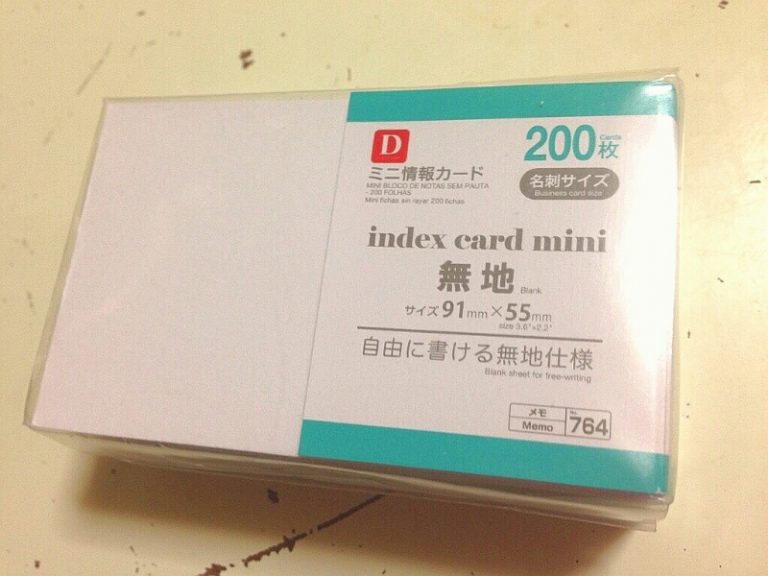 D
ミニ情報カード
MINI BLOCO DE NOTAS SEM PAUTA
- 200 FOLHAS
Mini fichas sin rayar 200 fichas
Cards
200枚
名刺サイズ
Business card size
index card mini
無地 Blank
サイズ 91mm×55mm
size 3.6"×2.2"
自由に書ける無地仕様
Blank sheet for free-writing
メモ
Memo
No.
764